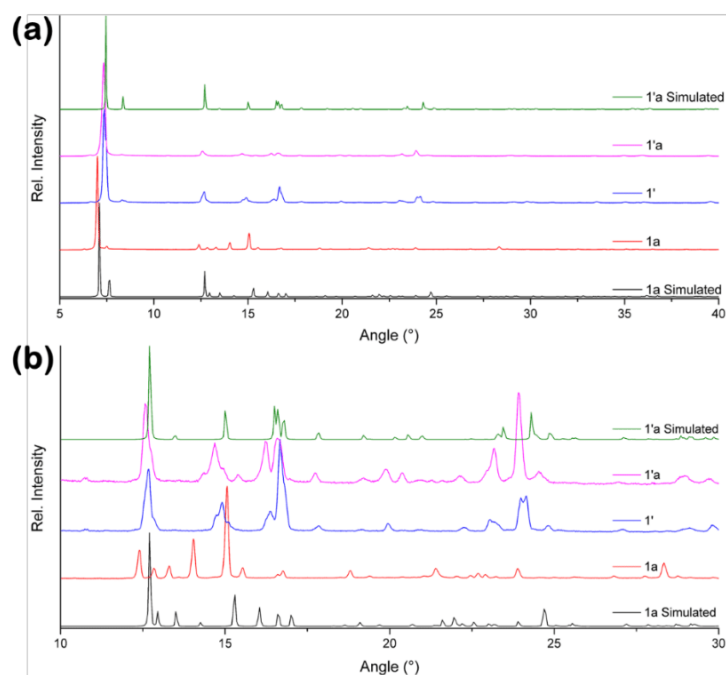 (a)
Rel. Intensity
1'a Simulated
1'a
1'
1a
1a Simulated
5 10 15 20 25 30 35 40
Angle (°)
(b)
Rel. Intensity
1'a Simulated
1'a
1'
1a
1a Simulated
10 15 20 25 30
Angle (°)